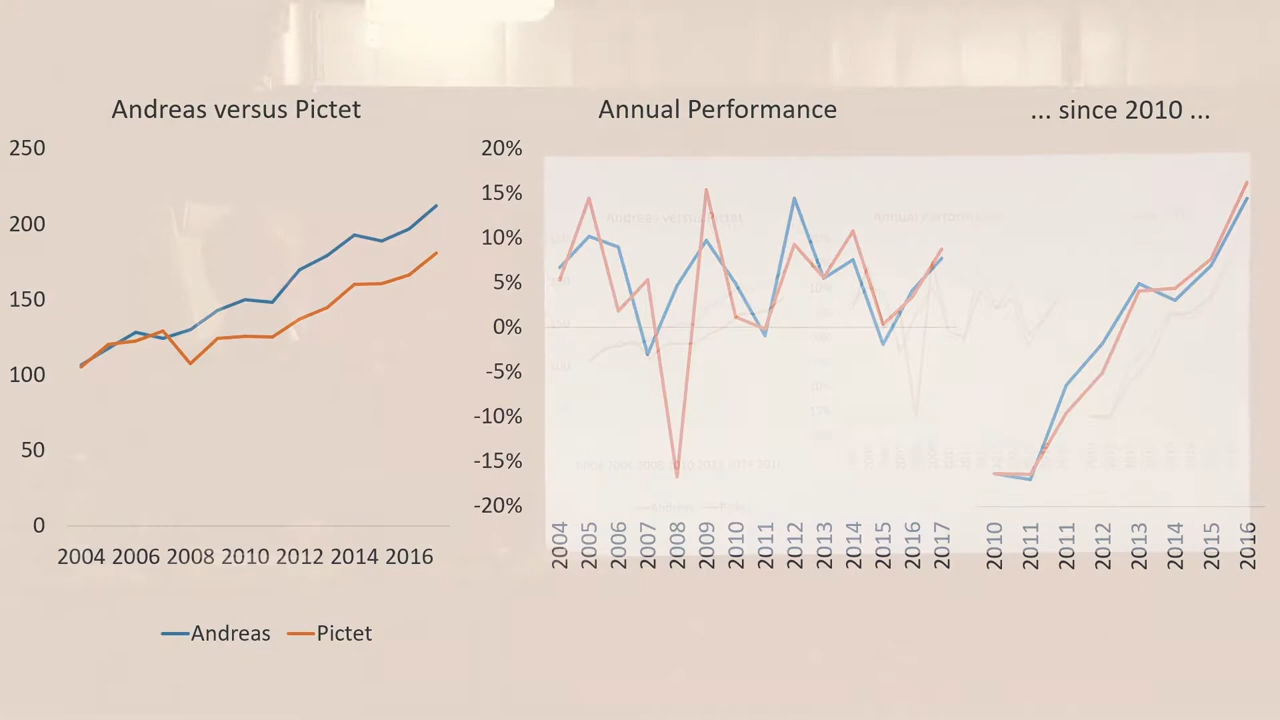 Andreas versus Pictet
250
200
150
100
50
0
2004 2006 2008 2010 2012 2014 2016
Andreas Pictet
Annual Performance
20%
15%
10%
5%
0%
-5%
-10%
-15%
-20%
2004 2005 2006 2007 2008 2009 2010 2011 2012 2013 2014 2015 2016 2017
... since 2010 ...
2010 2011 2011 2012 2013 2014 2015 2016